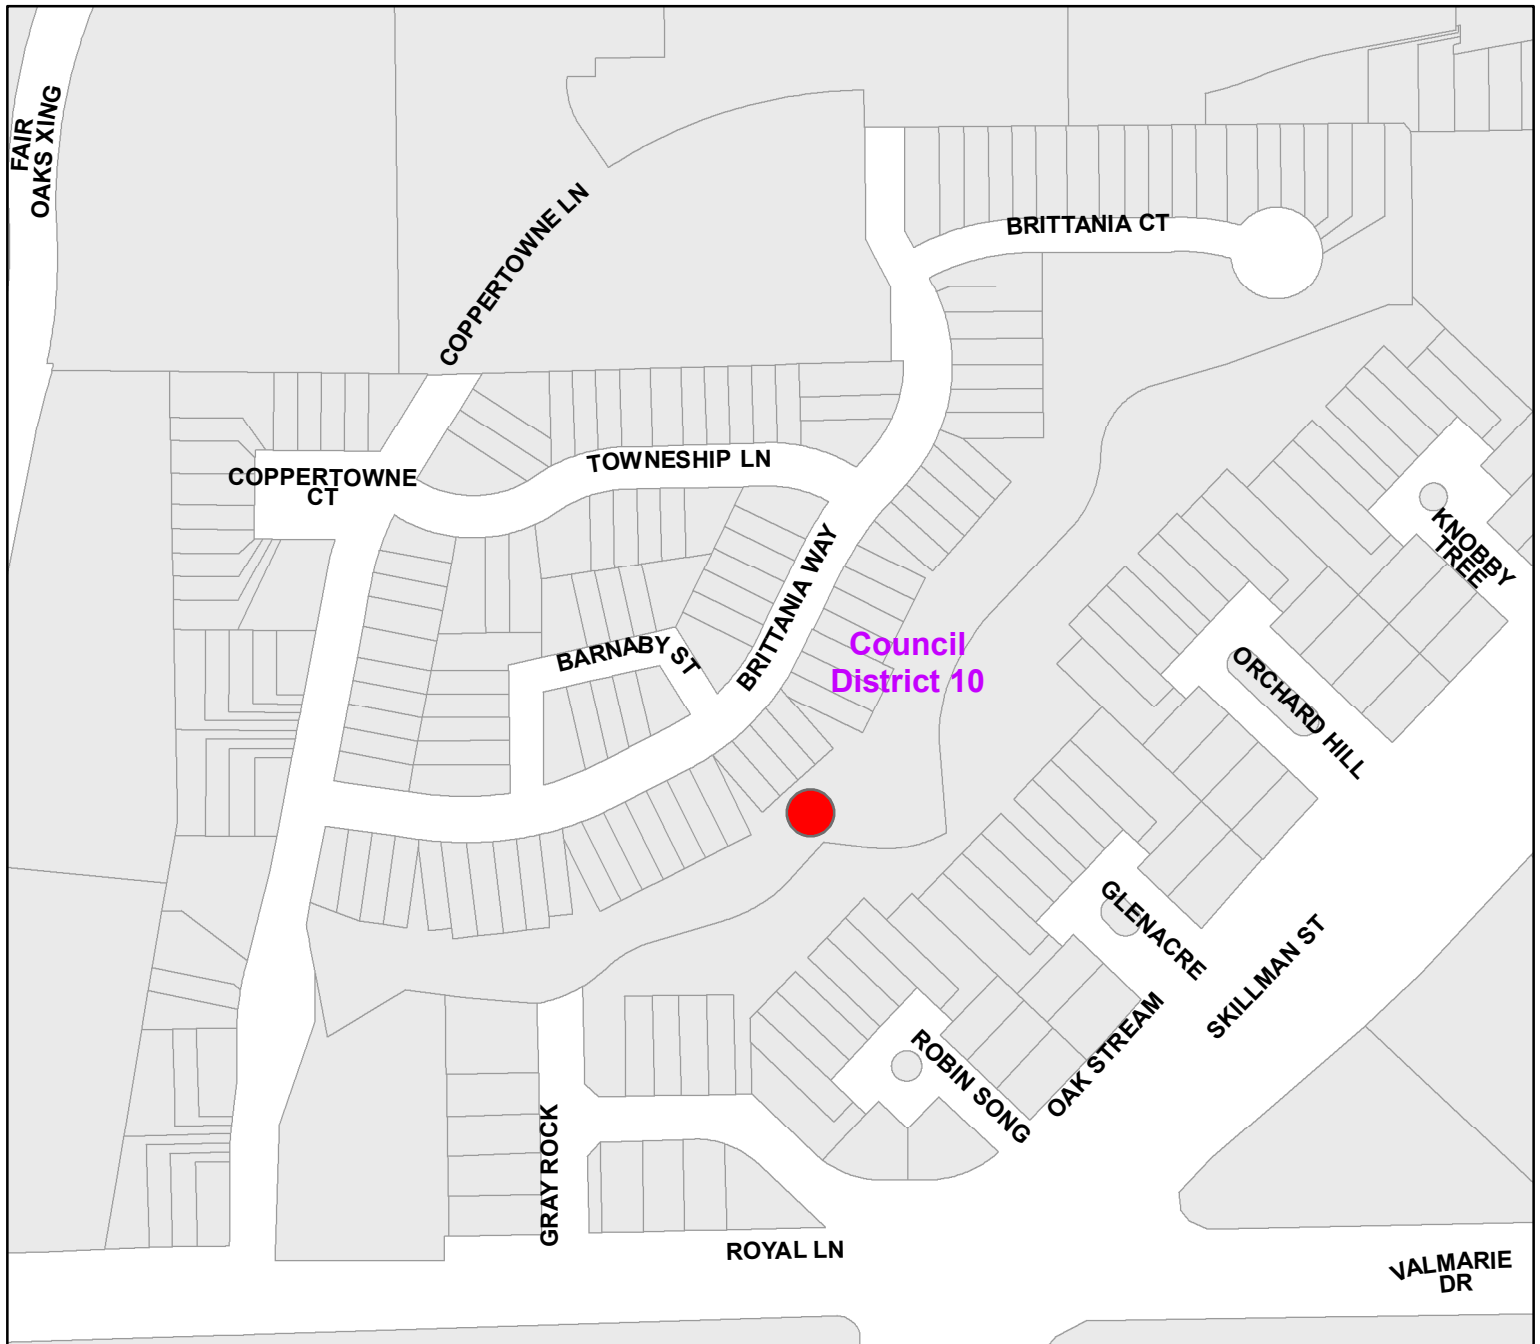 FAIR
OAKS XING
COPPERTOWNE LN
BRITTANIA CT
COPPERTOWNE
CT
TOWNESHIP LN
KNOBBY
TREE
BRITTANIA WAY
BARNABY ST
Council
District 10
ORCHARD HILL
GLENACRE
SKILLMAN ST
ROBIN SONG
OAK STREAM
GRAY ROCK
ROYAL LN
VALMARIE
DR